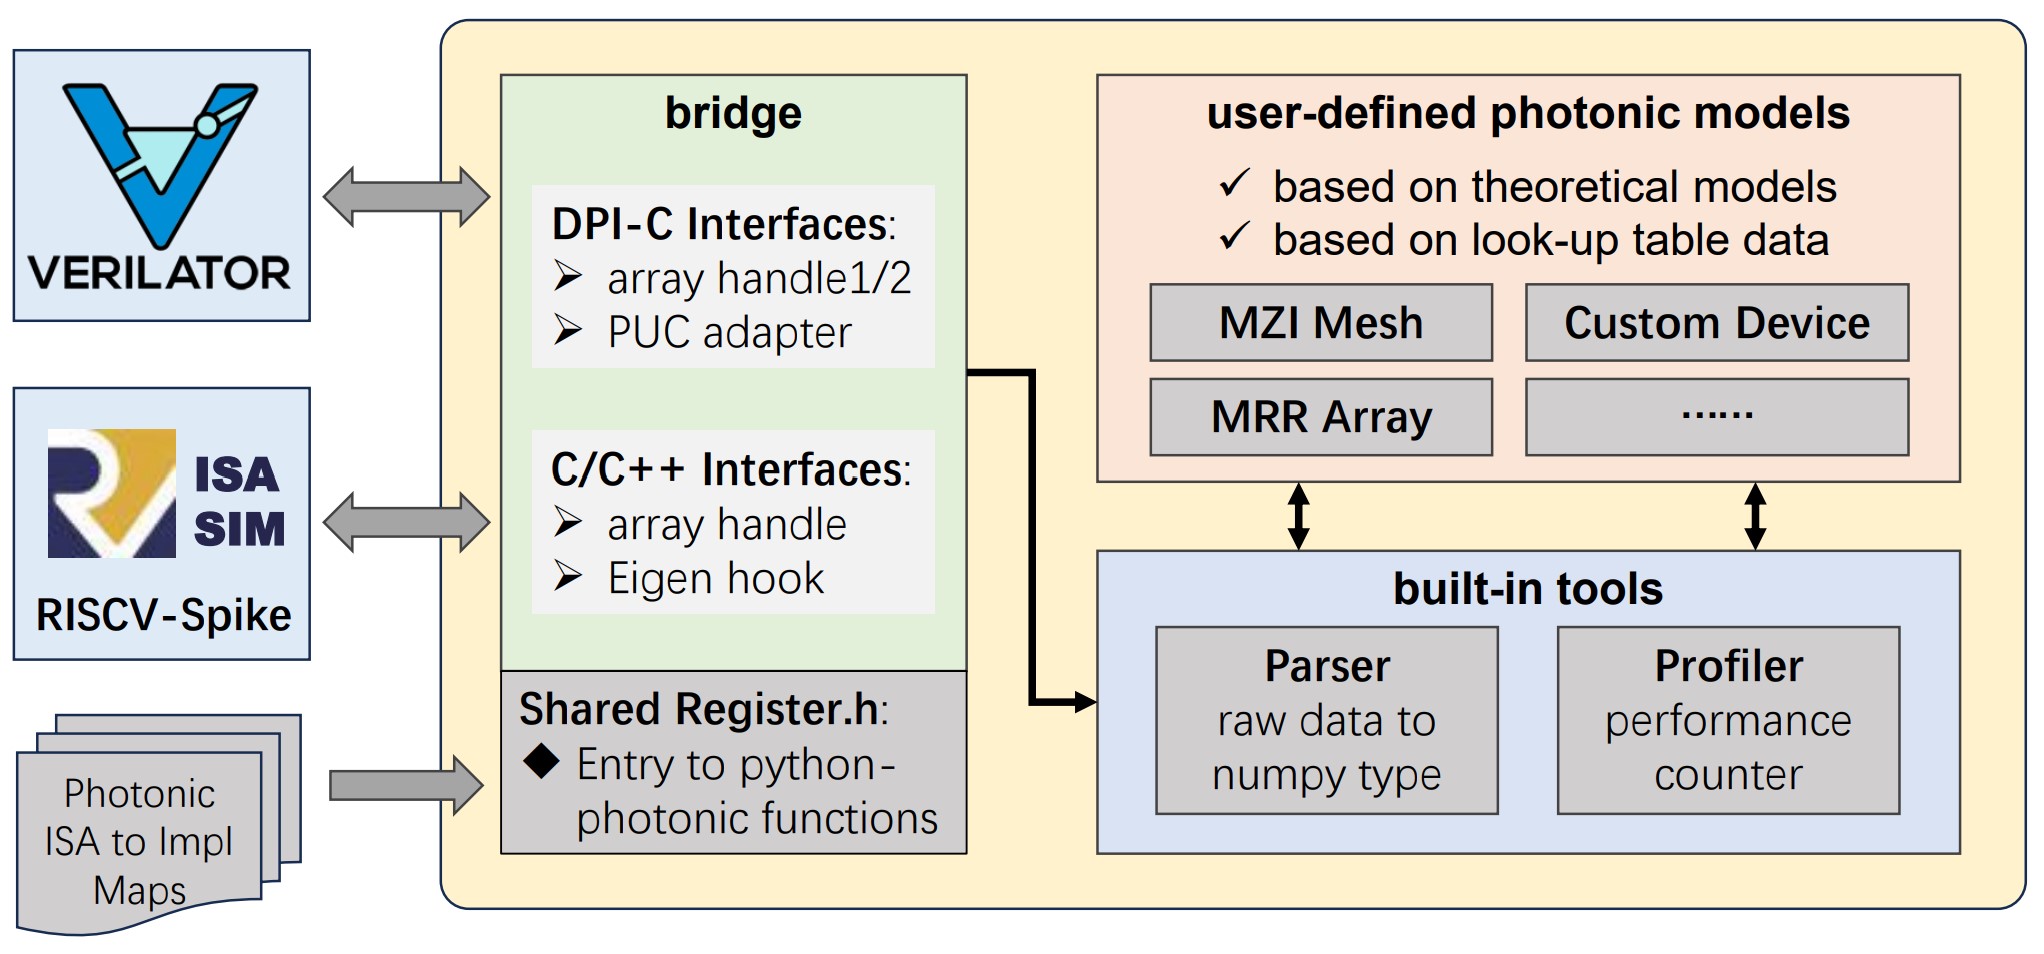 VERILATOR
ISA
SIM
RISCV-Spike
Photonic
ISA to Impl
Maps
bridge
DPI-C Interfaces:
➢ array handle1/2
➢ PUC adapter
C/C++ Interfaces:
➢ array handle
➢ Eigen hook
Shared Register.h:
◆ Entry to python-
photonic functions
user-defined photonic models
✓ based on theoretical models
✓ based on look-up table data
MZI Mesh
Custom Device
MRR Array
······
built-in tools
Parser
raw data to
numpy type
Profiler
performance
counter